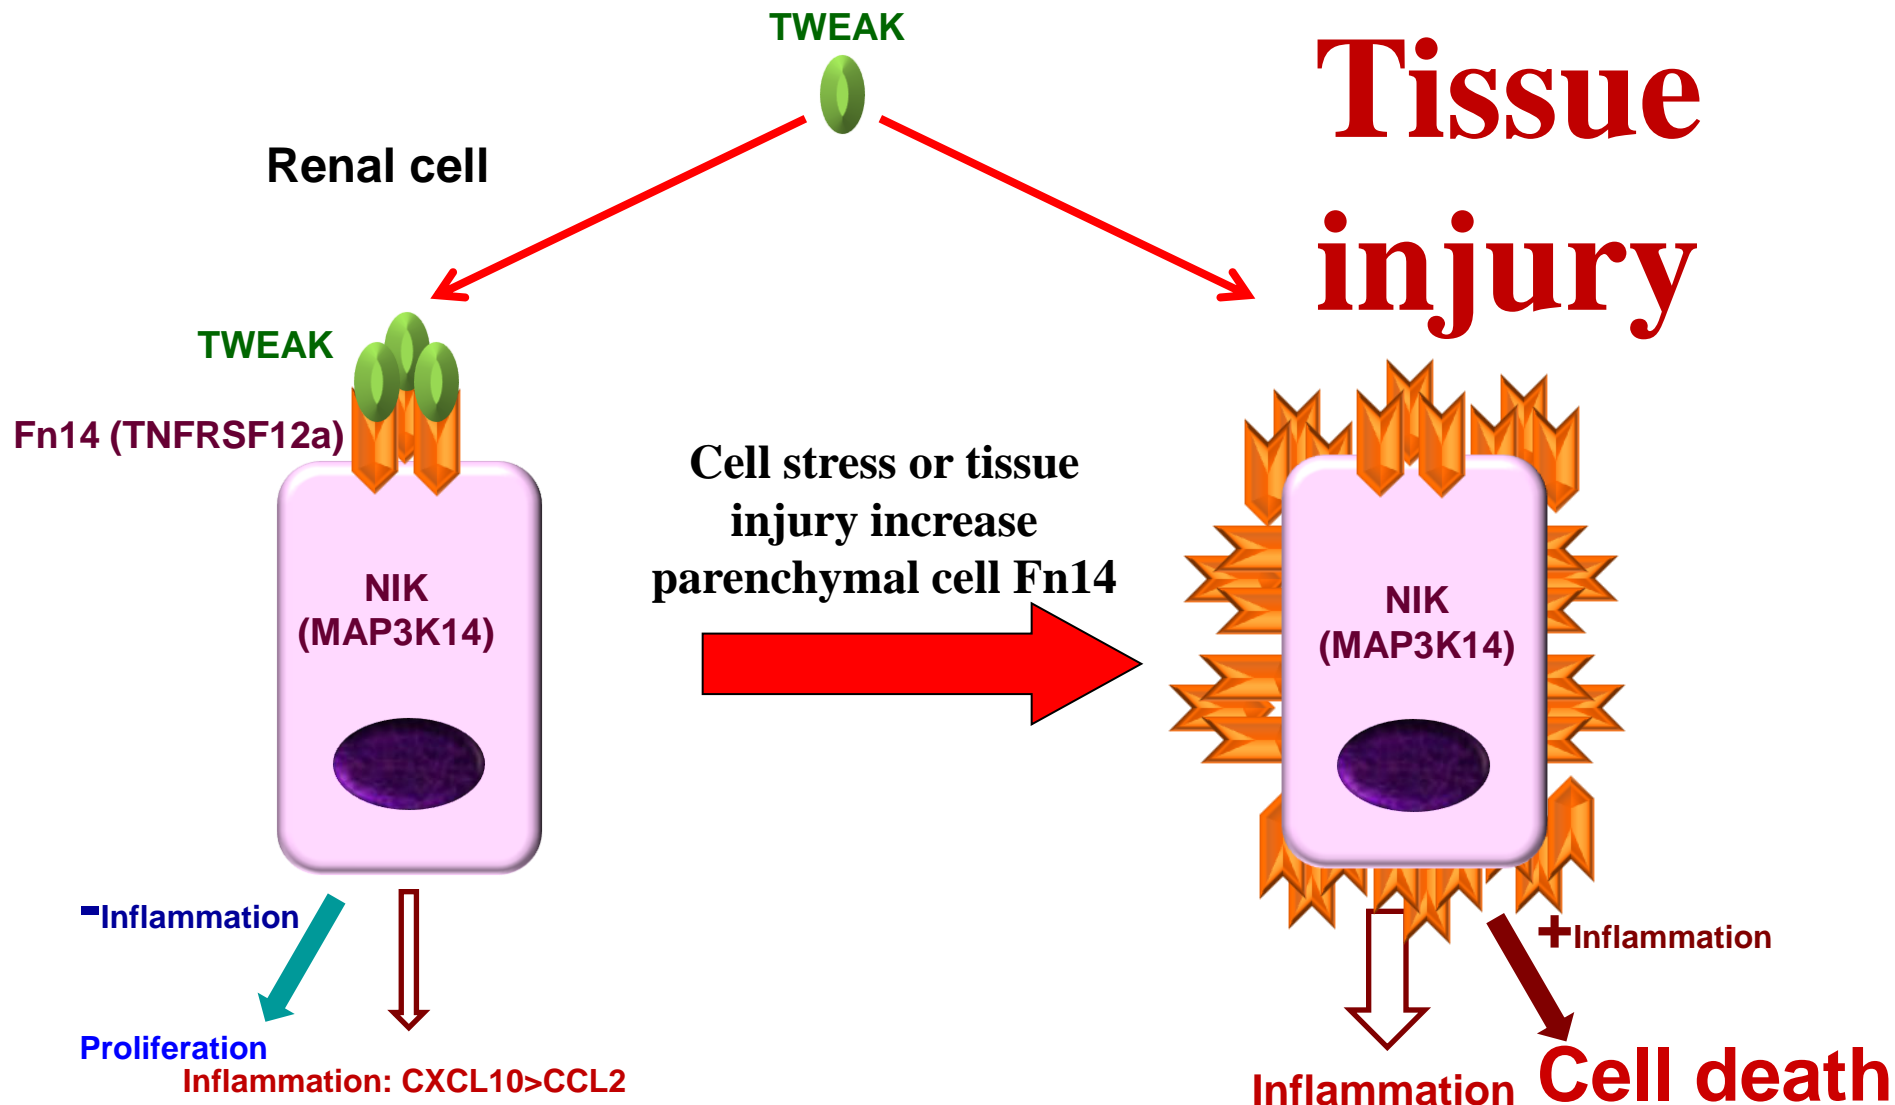 TWEAK
Tissue
injury
Renal cell
TWEAK
Fn14 (TNFRSF12a)
Cell stress or tissue
injury increase
parenchymal cell Fn14
NIK
(MAP3K14)
NIK
(MAP3K14)
-Inflammation
+Inflammation
Proliferation
Inflammation: CXCL10>CCL2
Inflammation
Cell death